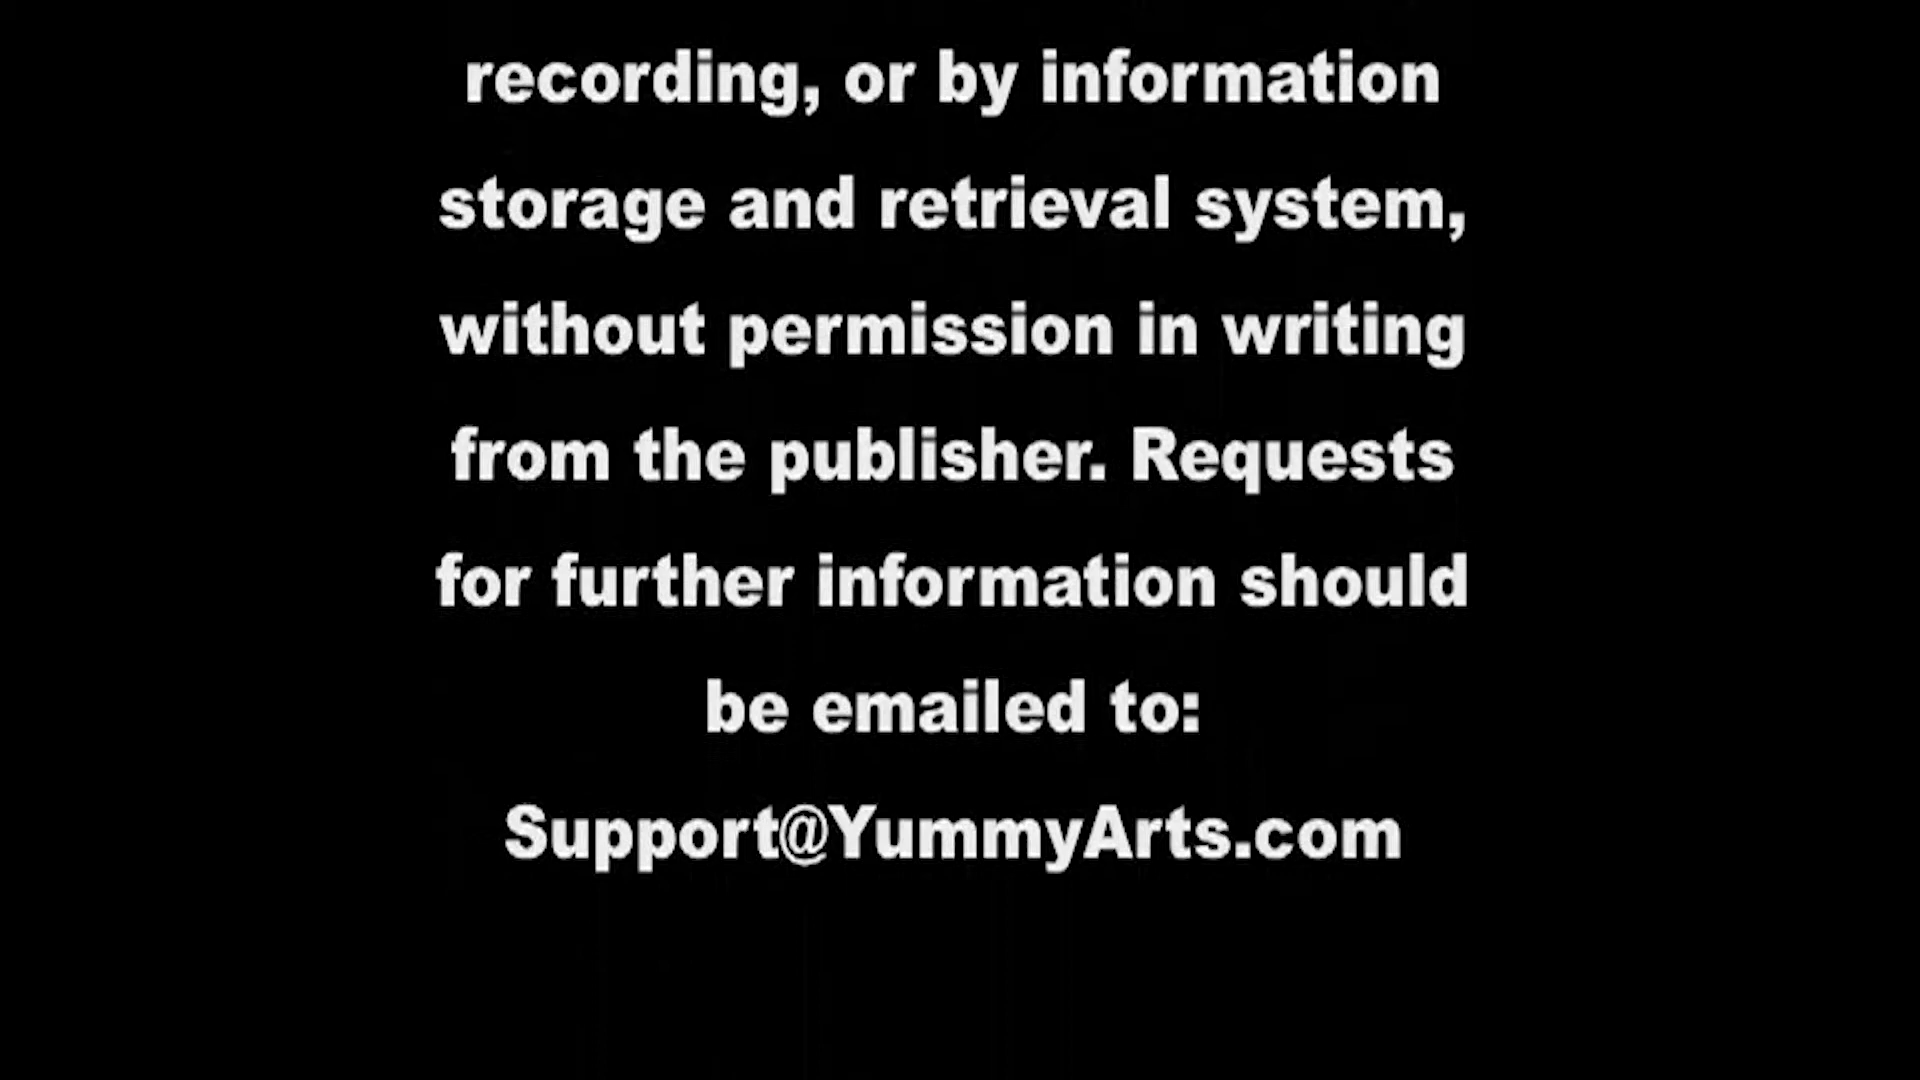 recording, or by information
storage and retrieval system,
without permission in writing
from the publisher. Requests
for further information should
be emailed to:
Support@YummyArts.com